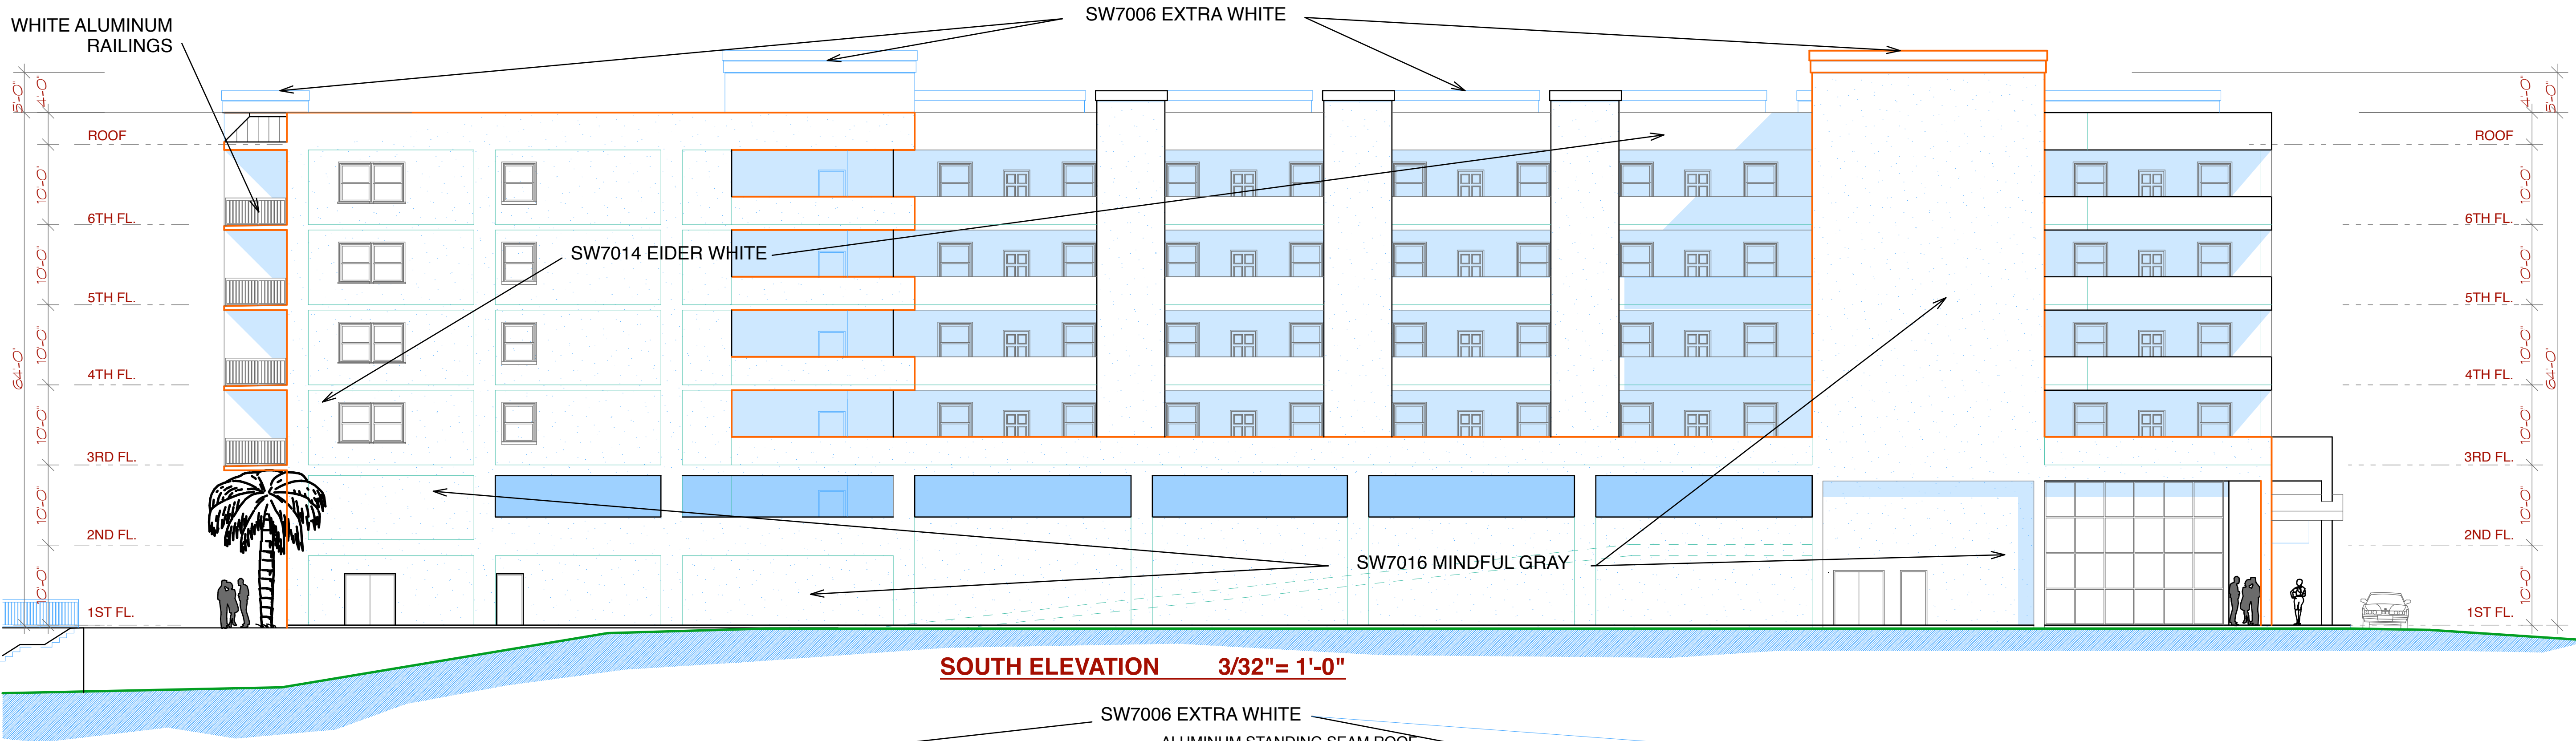 SW7006 EXTRA WHITE
WHITE ALUMINUM
RAILINGS
5'-0"
4'-0"
4'-0"
5'-0"
ROOF
ROOF
10'-0"
10'-0"
6TH FL.
6TH FL.
SW7014 EIDER WHITE
10'-0"
10'-0"
5TH FL.
5TH FL.
10'-0"
10'-0"
64'-0"
64'-0"
4TH FL.
4TH FL.
10'-0"
10'-0"
3RD FL.
3RD FL.
10'-0"
10'-0"
2ND FL.
2ND FL.
SW7016 MINDFUL GRAY
10'-0"
10'-0"
1ST FL.
1ST FL.
SOUTH ELEVATION 3/32"= 1'-0"
SW7006 EXTRA WHITE
ALUMINUM STANDING SEAM ROOF